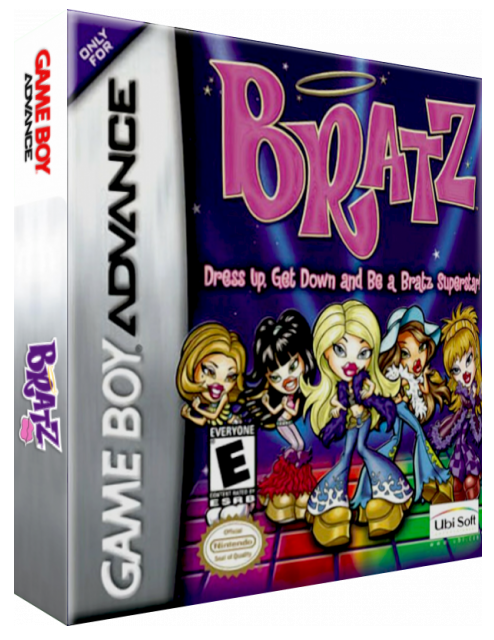 GAME BOY
ADVANCE
BRATZ
ONLY
FOR
GAME BOY ADVANCE
BRATZ
Dress Up, Get Down and Be a Bratz Superstar!
EVERYONE
E
CONTENT RATED BY
ESRB
Official
Nintendo
Seal of Quality
Ubi Soft